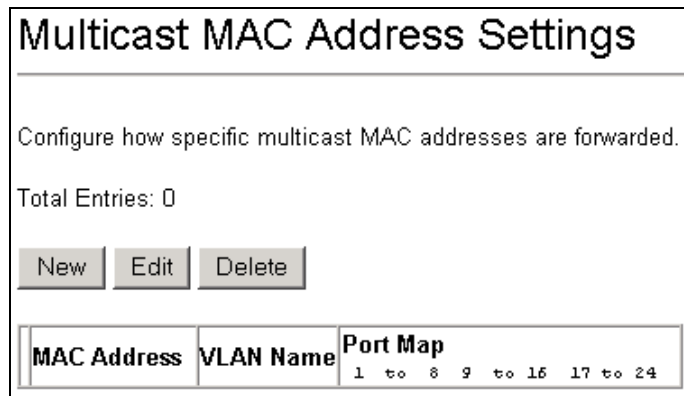 Multicast MAC Address Settings
Configure how specific multicast MAC addresses are forwarded.
Total Entries: 0
New Edit Delete
MAC Address VLAN Name Port Map
1 to 8 9 to 16 17 to 24